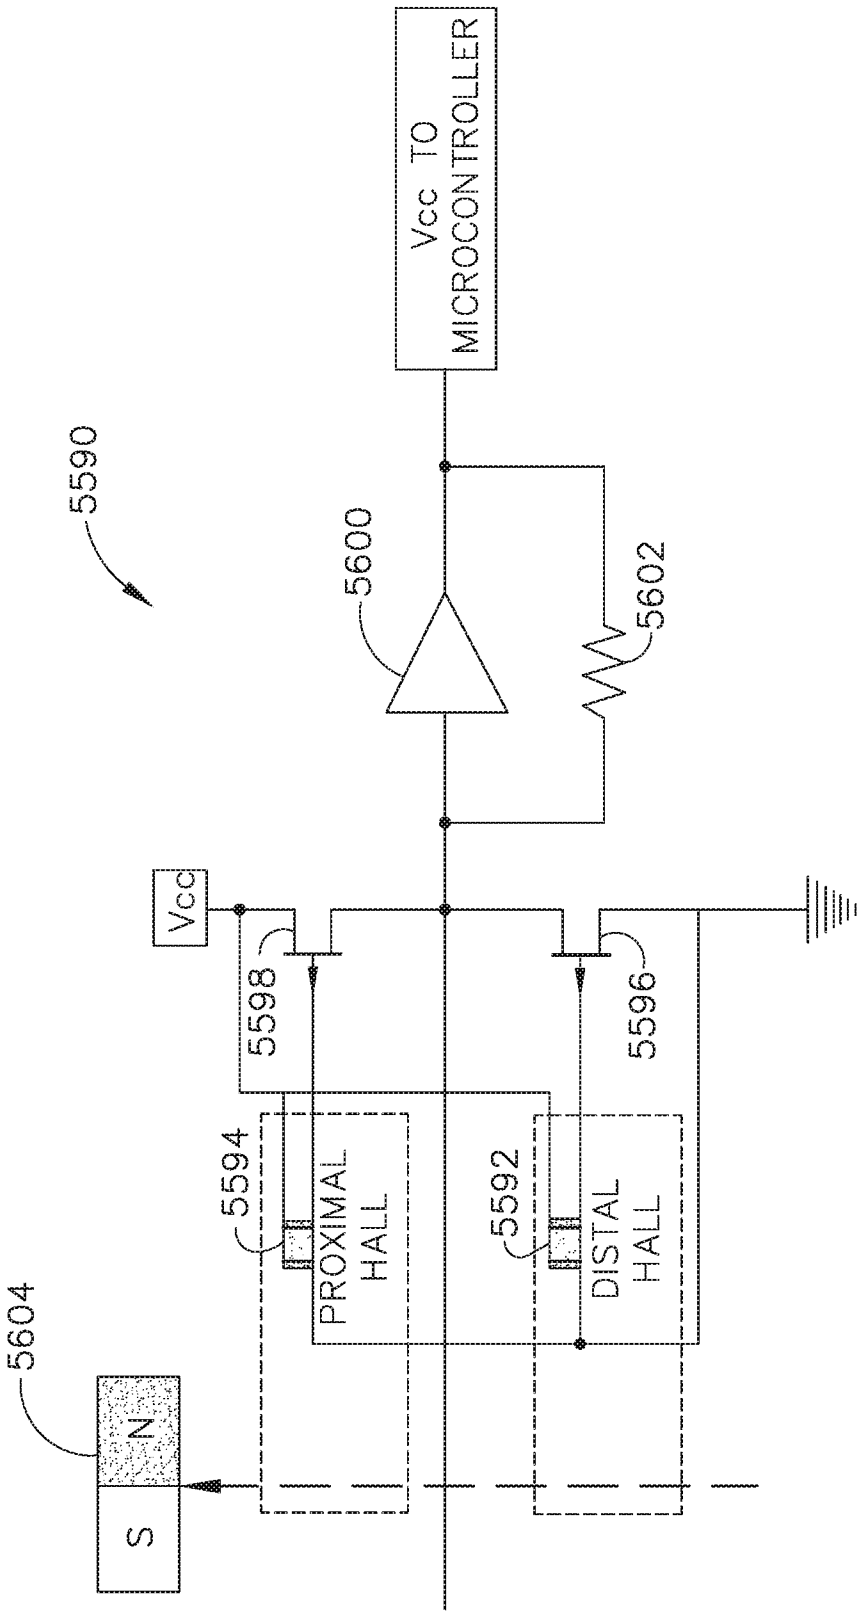 5590
Vcc TO
MICROCONTROLLER
5600
5602
Vcc
5598
5596
5594
PROXIMAL
HALL
5592
DISTAL
HALL
5604
S
N